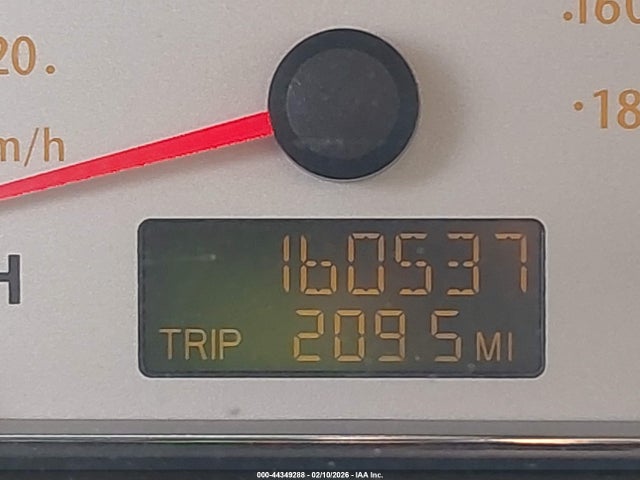 20.
.160
m/h
·18
H
160537
TRIP 209.5 MI
000-44349288 - 02/10/2026 - IAA Inc.